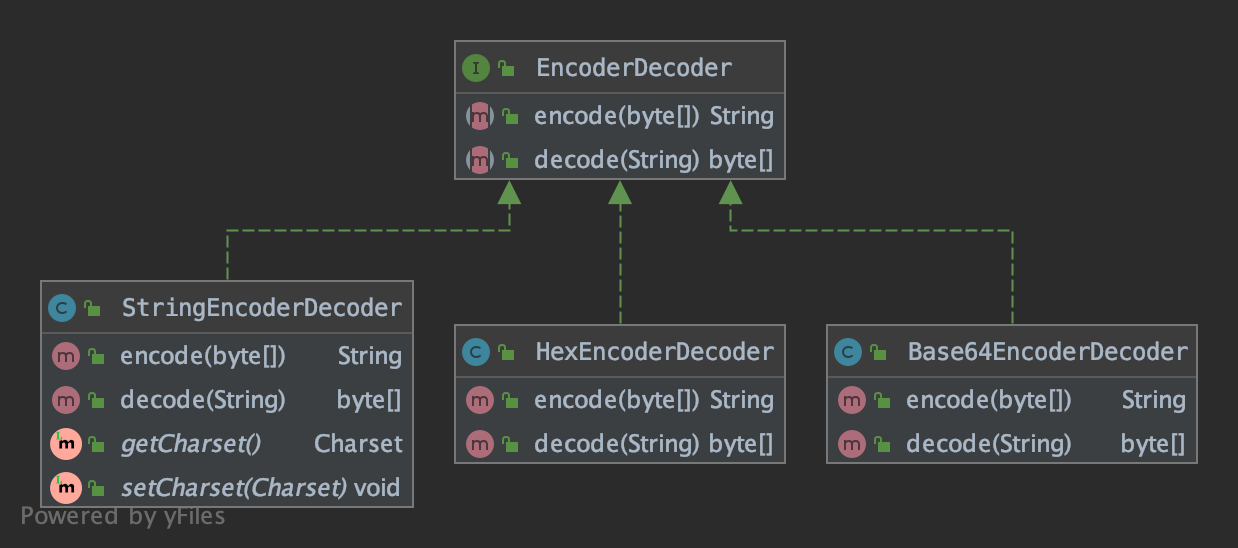 I EncoderDecoder
m encode(byte[]) String
m decode(String) byte[]
C StringEncoderDecoder
m encode(byte[]) String
m decode(String) byte[]
m getCharset() Charset
m setCharset(Charset) void
C HexEncoderDecoder
m encode(byte[]) String
m decode(String) byte[]
C Base64EncoderDecoder
m encode(byte[]) String
m decode(String) byte[]
Powered by yFiles